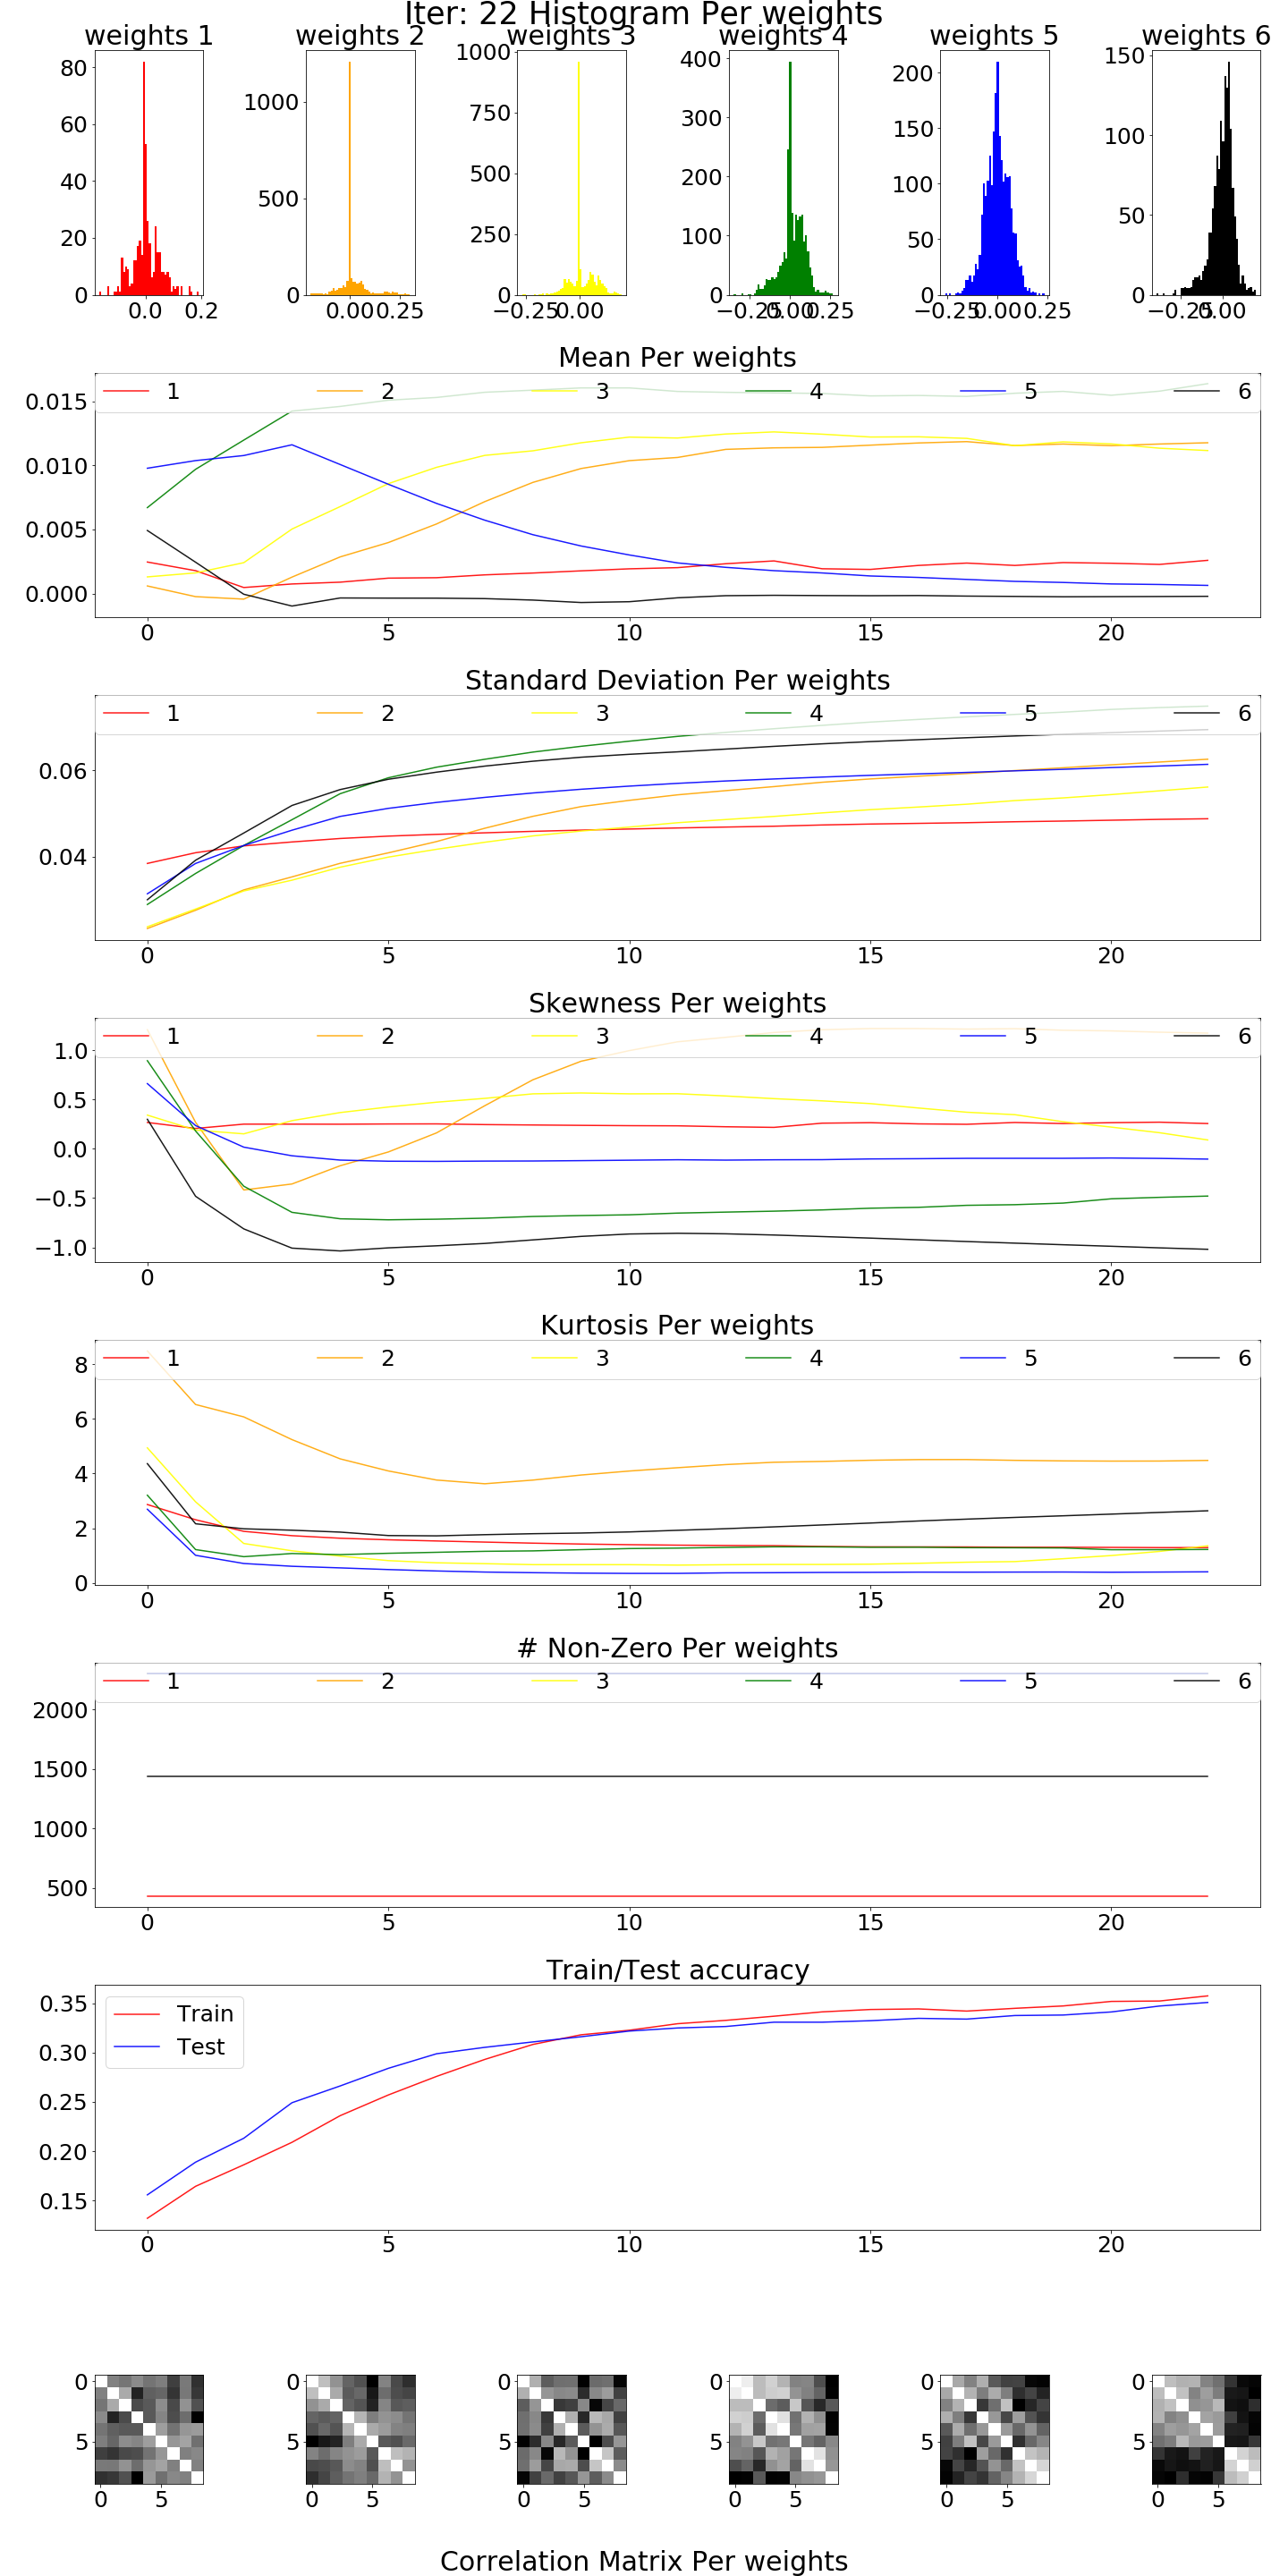 Iter: 22 Histogram Per weights
weights 1 weights 2 weights 3 weights 4 weights 5 weights 6
80
60
40
20
0
0.0 0.2
1000
500
0
0.00 0.25
1000
750
500
250
0
−0.25 0.00
400
300
200
100
0
−0.25 0.00 0.25
200
150
100
50
0
−0.25 0.00 0.25
150
100
50
0
−0.25 0.00
Mean Per weights
1 2 3 4 5 6
0.015
0.010
0.005
0.000
0 5 10 15 20
Standard Deviation Per weights
1 2 3 4 5 6
0.06
0.04
0 5 10 15 20
Skewness Per weights
1 2 3 4 5 6
1.0
0.5
0.0
−0.5
−1.0
0 5 10 15 20
Kurtosis Per weights
1 2 3 4 5 6
8
6
4
2
0
0 5 10 15 20
# Non-Zero Per weights
1 2 3 4 5 6
2000
1500
1000
500
0 5 10 15 20
Train/Test accuracy
Train
Test
0.35
0.30
0.25
0.20
0.15
0 5 10 15 20
0 0 0 0 0 0
5 5 5 5 5 5
0 5 0 5 0 5 0 5 0 5 0 5
Correlation Matrix Per weights